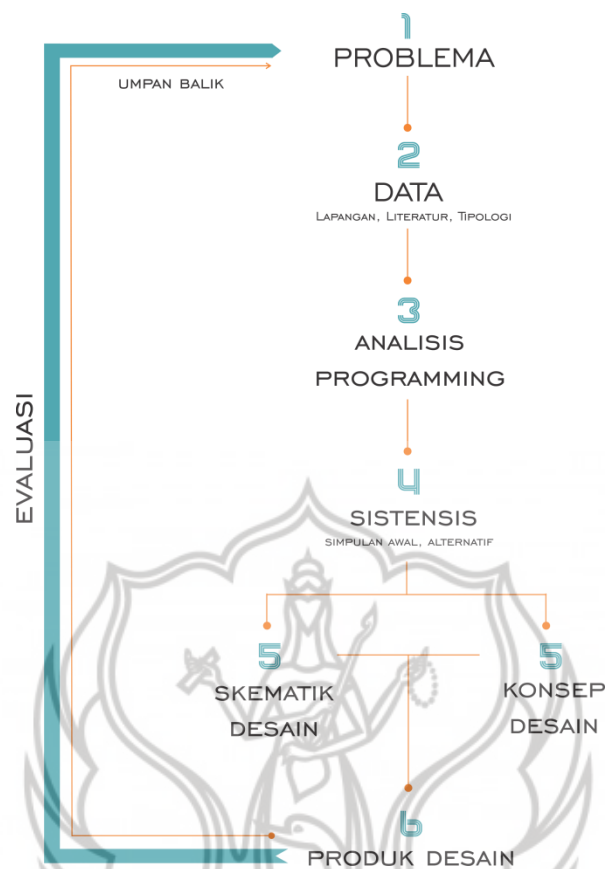 1
PROBLEMA
UMPAN BALIK
2
DATA
LAPANGAN, LITERATUR, TIPOLOGI
3
ANALISIS
PROGRAMMING
EVALUASI
4
SISTENSIS
SIMPULAN AWAL, ALTERNATIF
5
SKEMATIK
DESAIN
5
KONSEP
DESAIN
6
PRODUK DESAIN